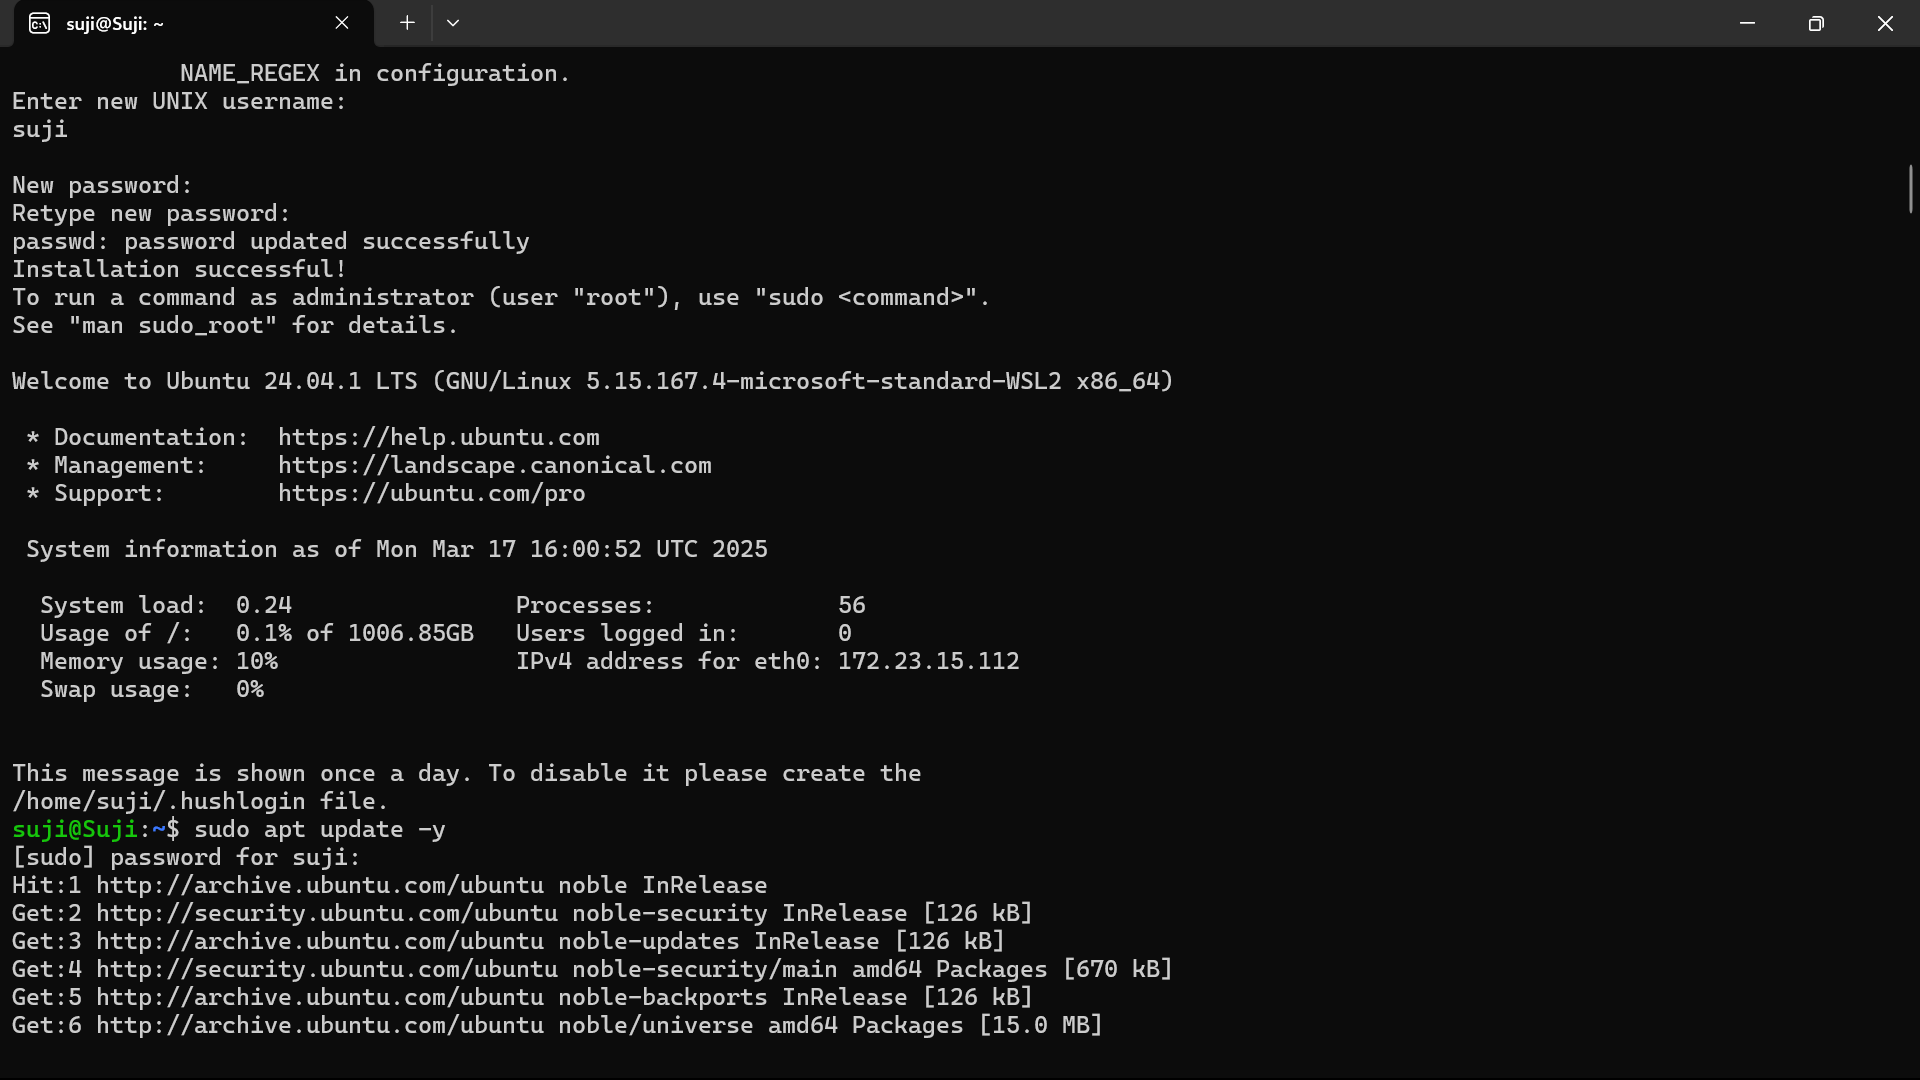 suji@Suji: ~
NAME_REGEX in configuration.
Enter new UNIX username:
suji
New password:
Retype new password:
passwd: password updated successfully
Installation successful!
To run a command as administrator (user "root"), use "sudo <command>".
See "man sudo_root" for details.
Welcome to Ubuntu 24.04.1 LTS (GNU/Linux 5.15.167.4-microsoft-standard-WSL2 x86_64)
* Documentation:  https://help.ubuntu.com
* Management:     https://landscape.canonical.com
* Support:        https://ubuntu.com/pro
System information as of Mon Mar 17 16:00:52 UTC 2025
System load:  0.24                Processes:             56
Usage of /:   0.1% of 1006.85GB   Users logged in:       0
Memory usage: 10%                 IPv4 address for eth0: 172.23.15.112
Swap usage:   0%
This message is shown once a day. To disable it please create the
/home/suji/.hushlogin file.
suji@Suji:~$ sudo apt update -y
[sudo] password for suji:
Hit:1 http://archive.ubuntu.com/ubuntu noble InRelease
Get:2 http://security.ubuntu.com/ubuntu noble-security InRelease [126 kB]
Get:3 http://archive.ubuntu.com/ubuntu noble-updates InRelease [126 kB]
Get:4 http://security.ubuntu.com/ubuntu noble-security/main amd64 Packages [670 kB]
Get:5 http://archive.ubuntu.com/ubuntu noble-backports InRelease [126 kB]
Get:6 http://archive.ubuntu.com/ubuntu noble/universe amd64 Packages [15.0 MB]